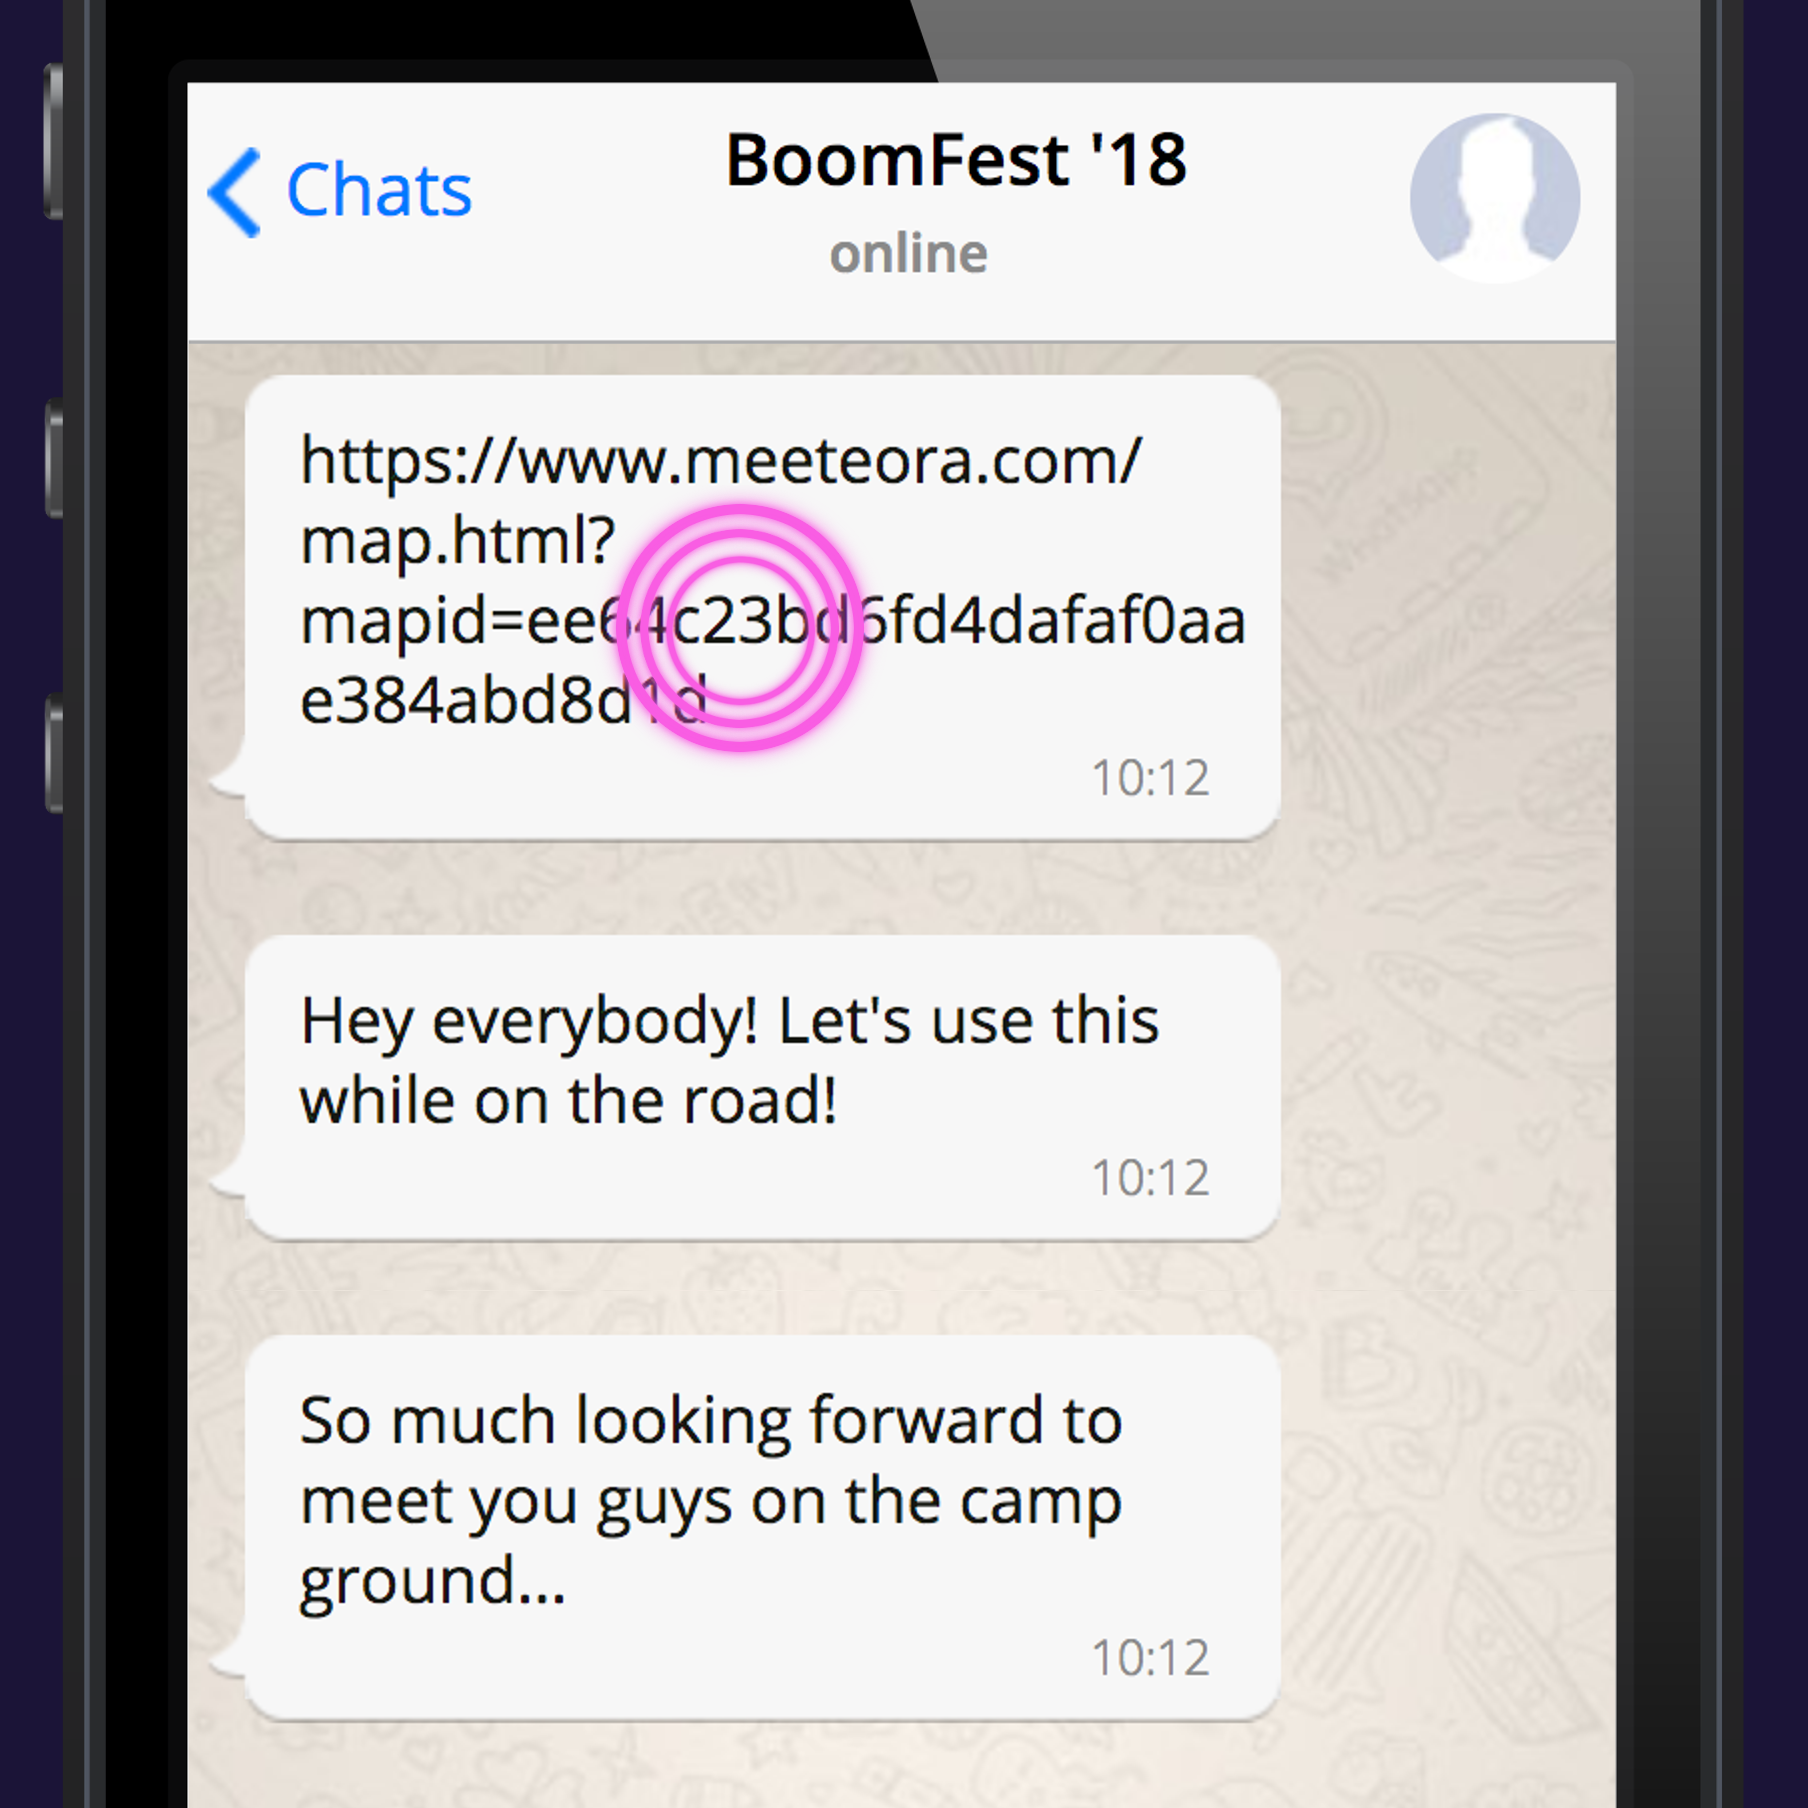 Chats
BoomFest '18
online
https://www.meeteora.com/
map.html?
mapid=ee64c23bd6fd4dafaf0aa
e384abd8d1d
10:12
Hey everybody! Let's use this
while on the road!
10:12
So much looking forward to
meet you guys on the camp
ground...
10:12